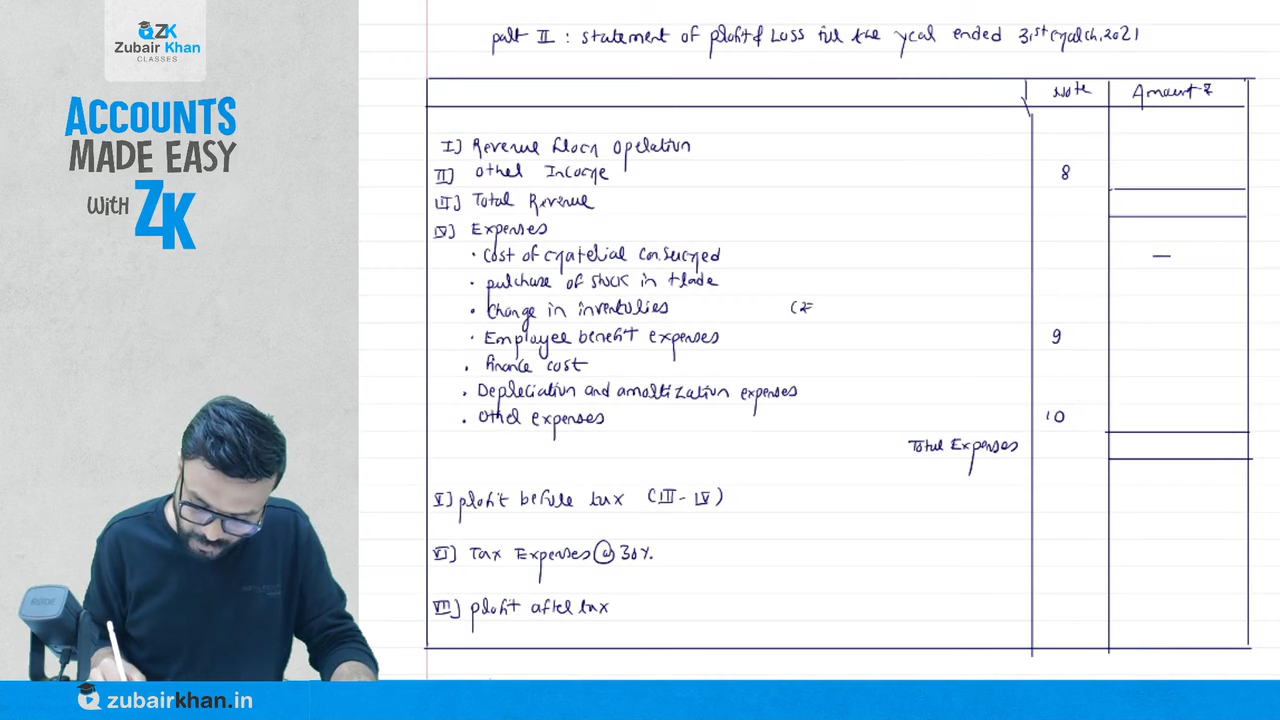 ZK
Zubair Khan
CLASSES
ACCOUNTS
MADE EASY
with ZK
part II : statement of profit & Loss for the year ended 31st March, 2021
Note
Amount ₹
I] Revenue from Operation
II] Other Income 8
III] Total Revenue
IV] Expenses
• Cost of material Consumed —
• purchase of stock in trade
• Change in inventories (2
• Employee benefit expenses 9
• finance cost
• Depreciation and amortization expenses
• Other expenses 10
Total Expenses
V] profit before tax (III - IV)
VI] Tax Expenses @ 30%.
VII] profit after tax
RØDE
zubairkhan.in